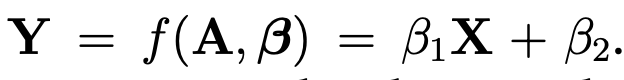 Y = f(A, β) = β₁X + β₂.